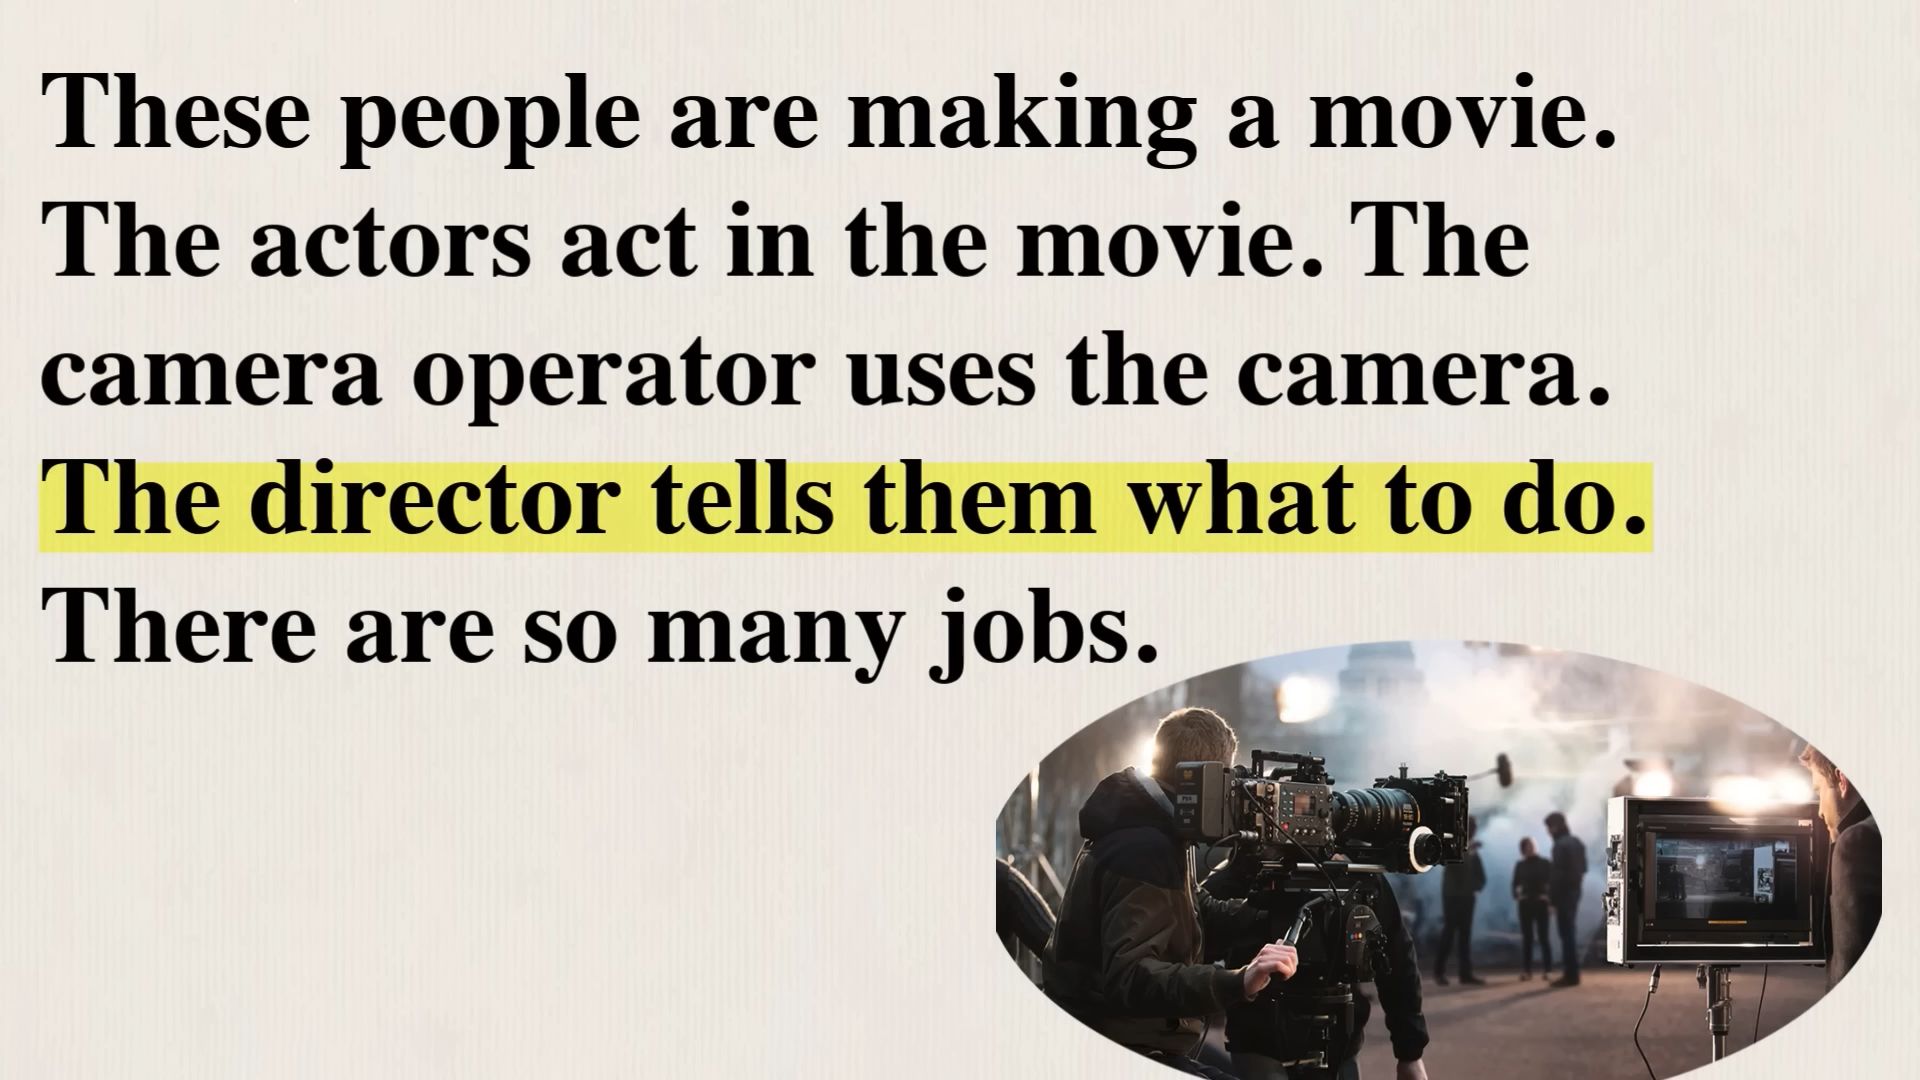 These people are making a movie.
The actors act in the movie. The
camera operator uses the camera.
The director tells them what to do.
There are so many jobs.